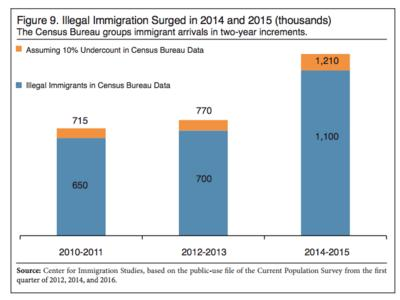 Figure 9. Illegal Immigration Surged in 2014 and 2015 (thousands)
The Census Bureau groups immigrant arrivals in two-year increments.
Assuming 10% Undercount in Census Bureau Data
1,210
Illegal Immigrants in Census Bureau Data
770
715
1,100
700
650
2010-2011 2012-2013 2014-2015
Source: Center for Immigration Studies, based on the public-use file of the Current Population Survey from the first
quarter of 2012, 2014, and 2016.